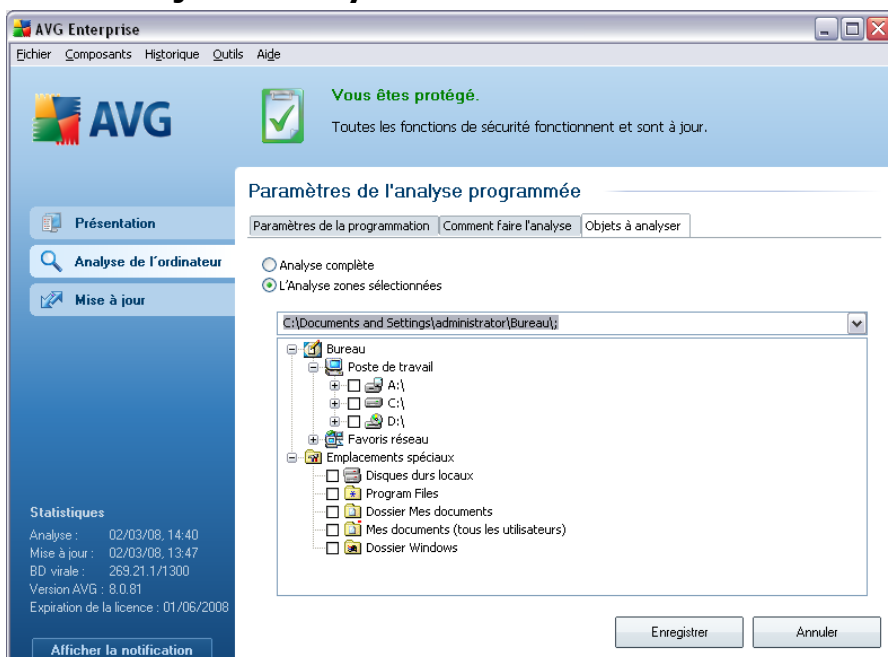 AVG Enterprise
Fichier Composants Historique Outils Aide
AVG
Vous êtes protégé.
Toutes les fonctions de sécurité fonctionnent et sont à jour.
Présentation
Analyse de l'ordinateur
Mise à jour
Paramètres de l'analyse programmée
Paramètres de la programmation Comment faire l'analyse Objets à analyser
Analyse complète
L'Analyse zones sélectionnées
C:\Documents and Settings\administrator\Bureau\;
Bureau
Poste de travail
A:\
C:\
D:\
Favoris réseau
Emplacements spéciaux
Disques durs locaux
Program Files
Dossier Mes documents
Mes documents (tous les utilisateurs)
Dossier Windows
Statistiques
Analyse : 02/03/08, 14:40
Mise à jour : 02/03/08, 13:47
BD virale : 269.21.1/1300
Version AVG : 8.0.81
Expiration de la licence : 01/06/2008
Afficher la notification
Enregistrer Annuler